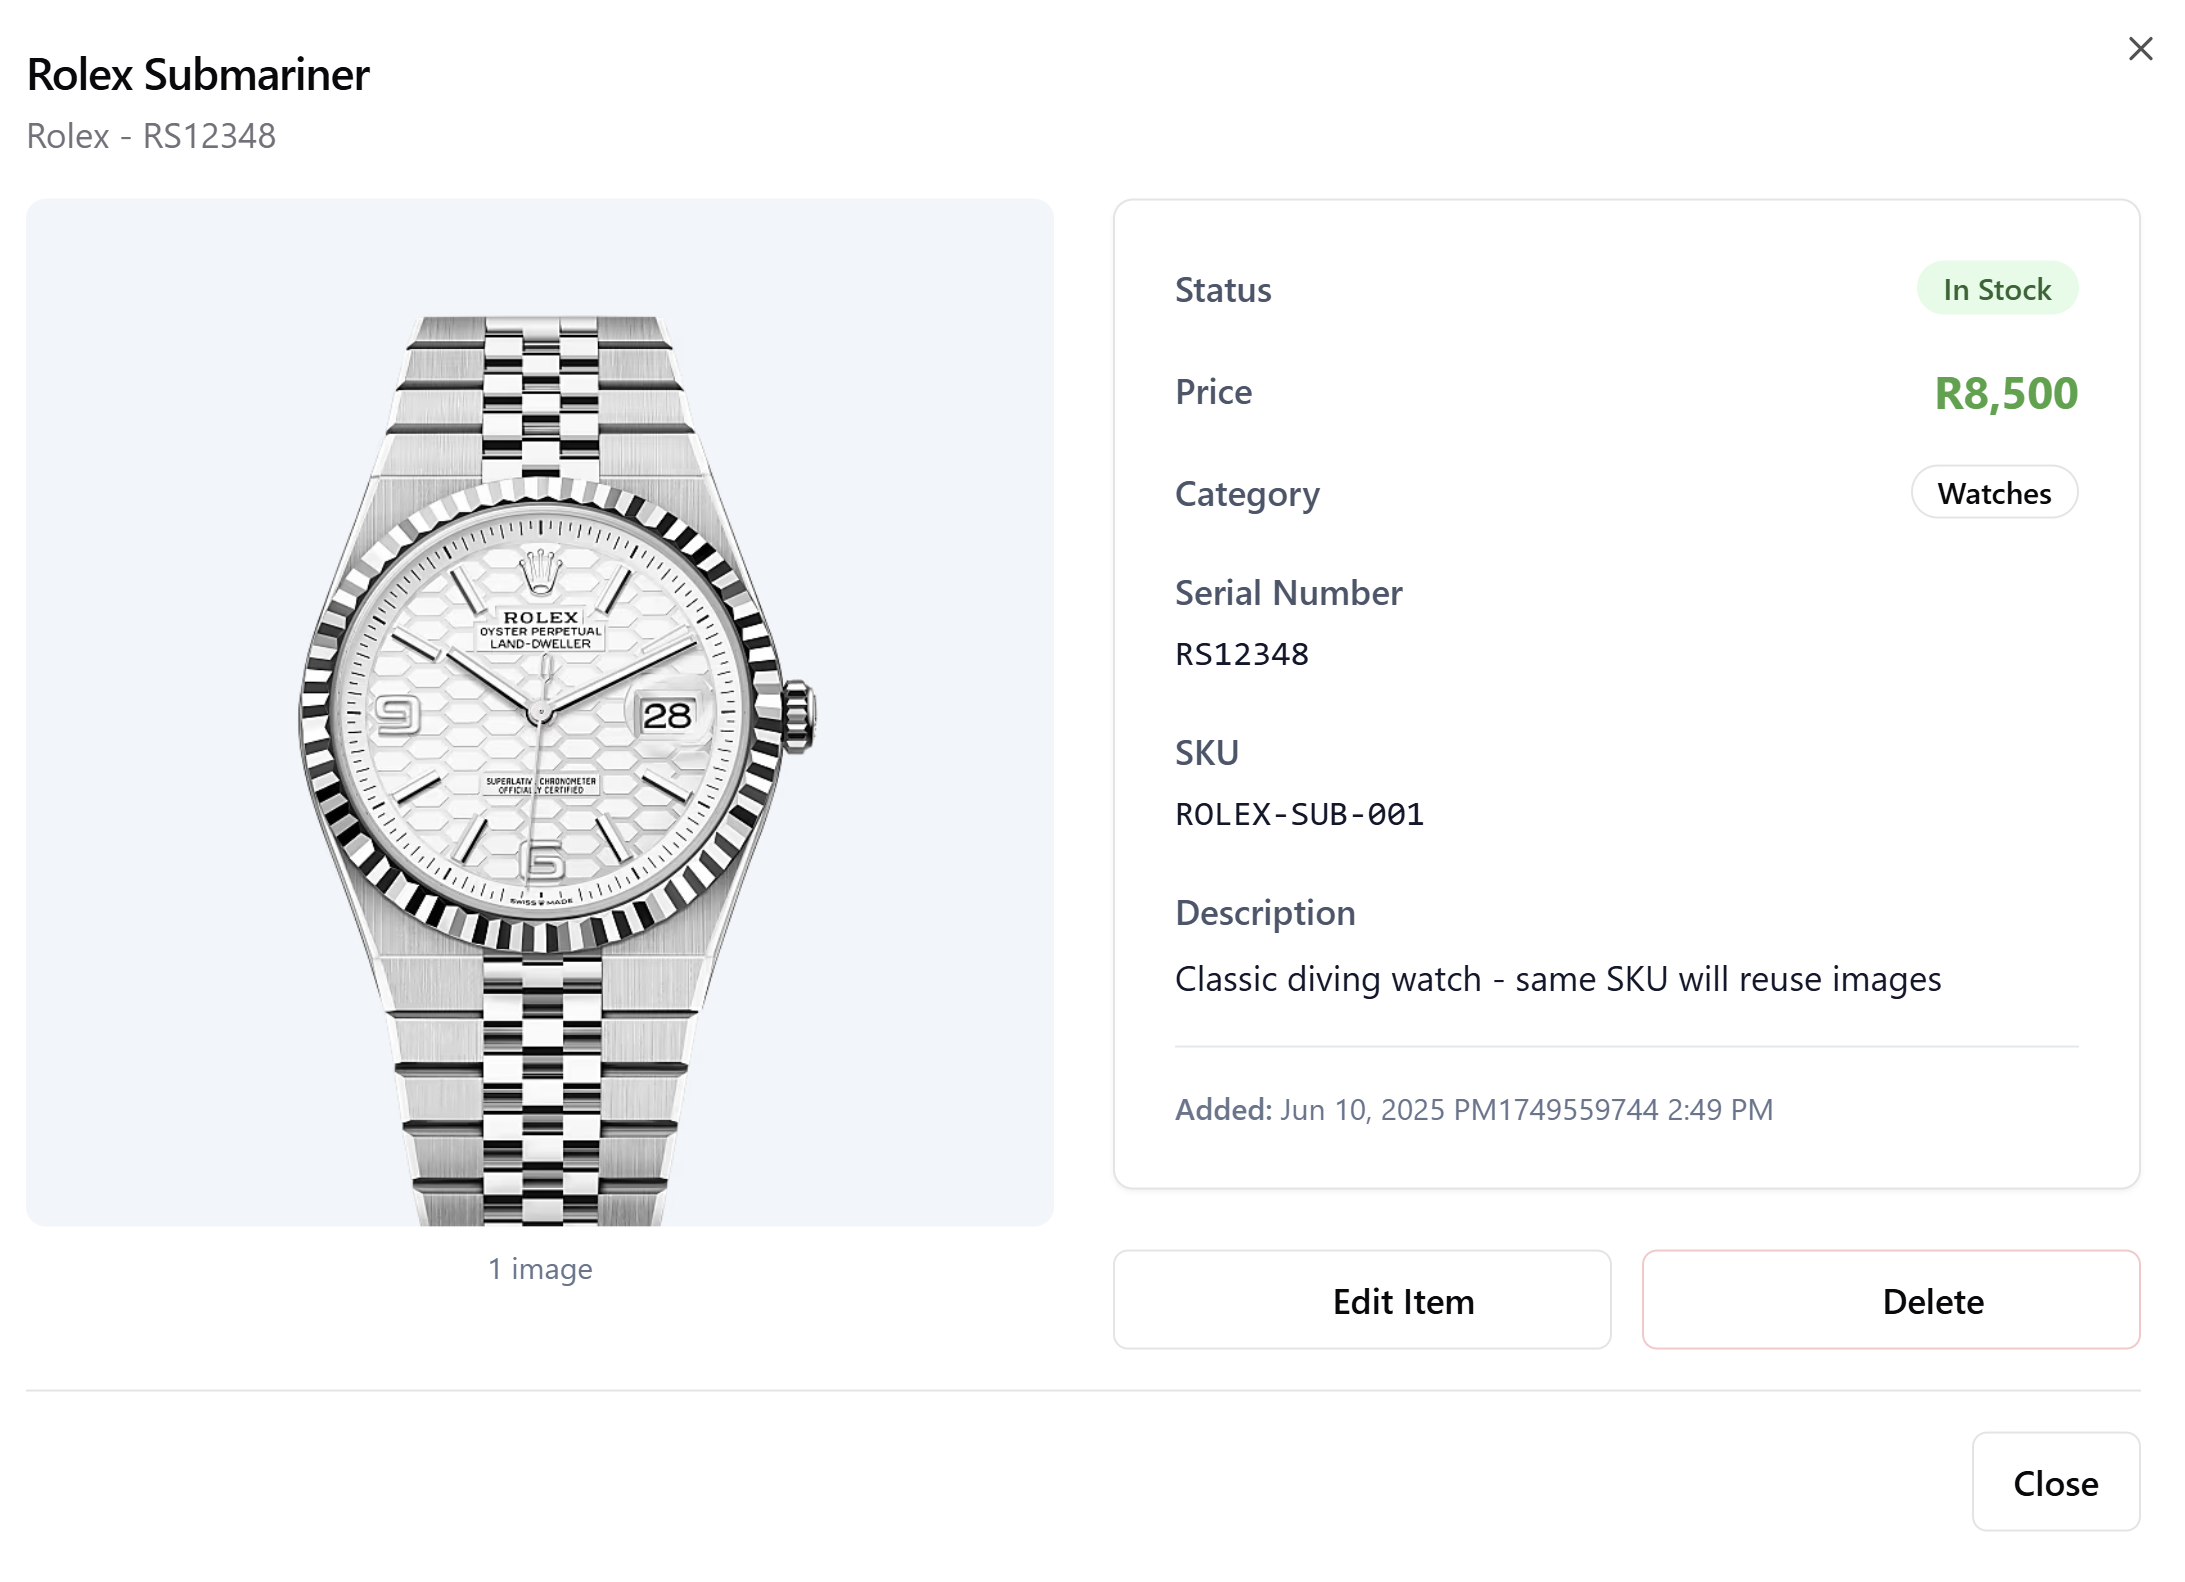 Rolex Submariner
Rolex - RS12348
ROLEX
OYSTER PERPETUAL
LAND-DWELLER
9
28
SUPERLATIVE CHRONOMETER
OFFICIALLY CERTIFIED
6
SWISS MADE
1 image
Status
In Stock
Price
R8,500
Category
Watches
Serial Number
RS12348
SKU
ROLEX-SUB-001
Description
Classic diving watch - same SKU will reuse images
Added: Jun 10, 2025 PM1749559744 2:49 PM
Edit Item
Delete
Close